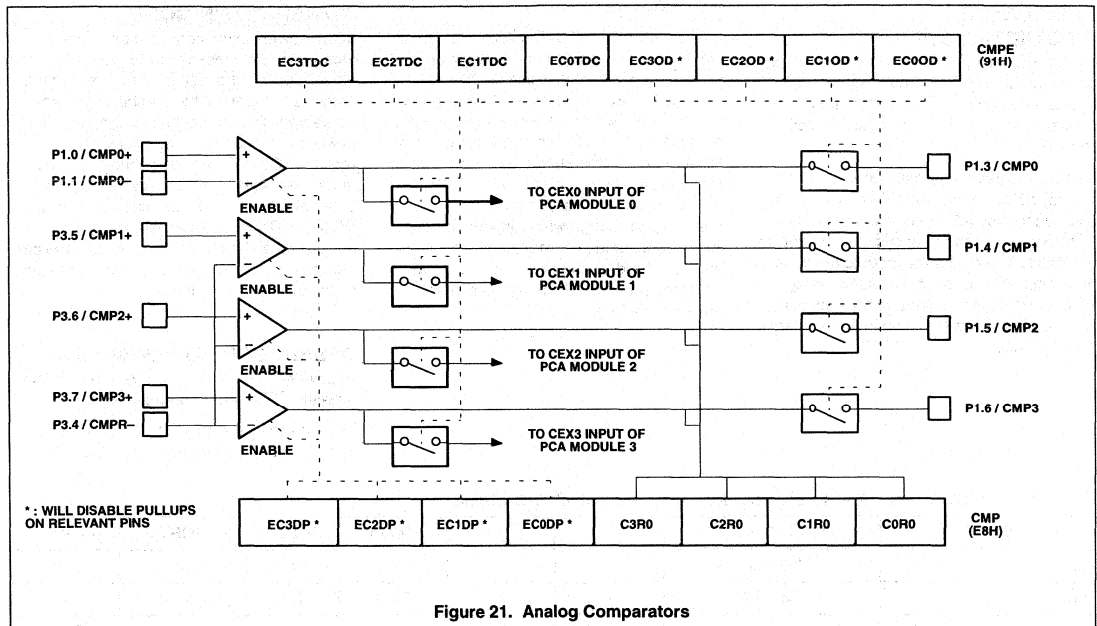 EC3TDC EC2TDC EC1TDC EC0TDC EC3OD * EC2OD * EC1OD * EC0OD *
CMPE
(91H)
P1.0 / CMP0+
P1.1 / CMP0–
+
–
ENABLE
TO CEX0 INPUT OF
PCA MODULE 0
P1.3 / CMP0
P3.5 / CMP1+
+
–
ENABLE
TO CEX1 INPUT OF
PCA MODULE 1
P1.4 / CMP1
P3.6 / CMP2+
+
–
ENABLE
TO CEX2 INPUT OF
PCA MODULE 2
P1.5 / CMP2
P3.7 / CMP3+
P3.4 / CMPR–
+
–
ENABLE
TO CEX3 INPUT OF
PCA MODULE 3
P1.6 / CMP3
* : WILL DISABLE PULLUPS
ON RELEVANT PINS
EC3DP * EC2DP * EC1DP * EC0DP * C3R0 C2R0 C1R0 C0R0
CMP
(E8H)
Figure 21. Analog Comparators